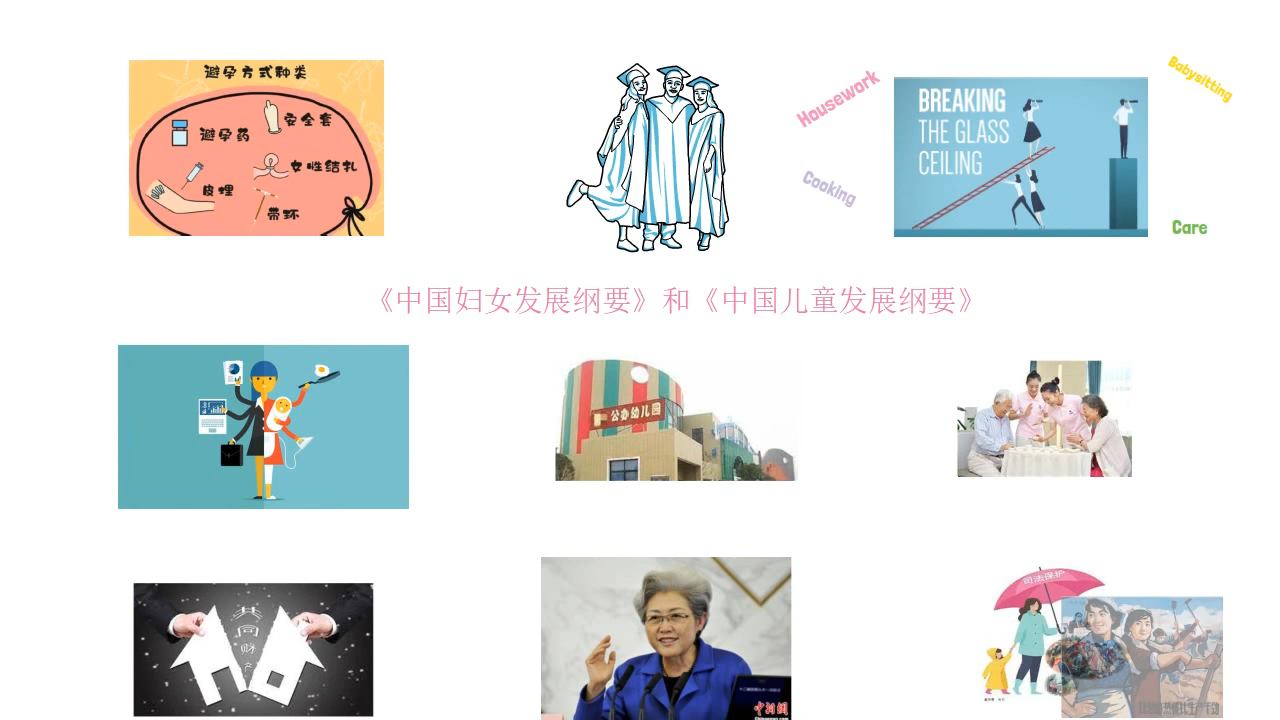 避孕方式种类
安全套
避孕药
女性结扎
皮埋
带环
Housework
Cooking
BREAKING
THE GLASS
CEILING
Babysitting
Care
《中国妇女发展纲要》和《中国儿童发展纲要》
公办幼儿园
共
同
财
产
中新网
司法保护